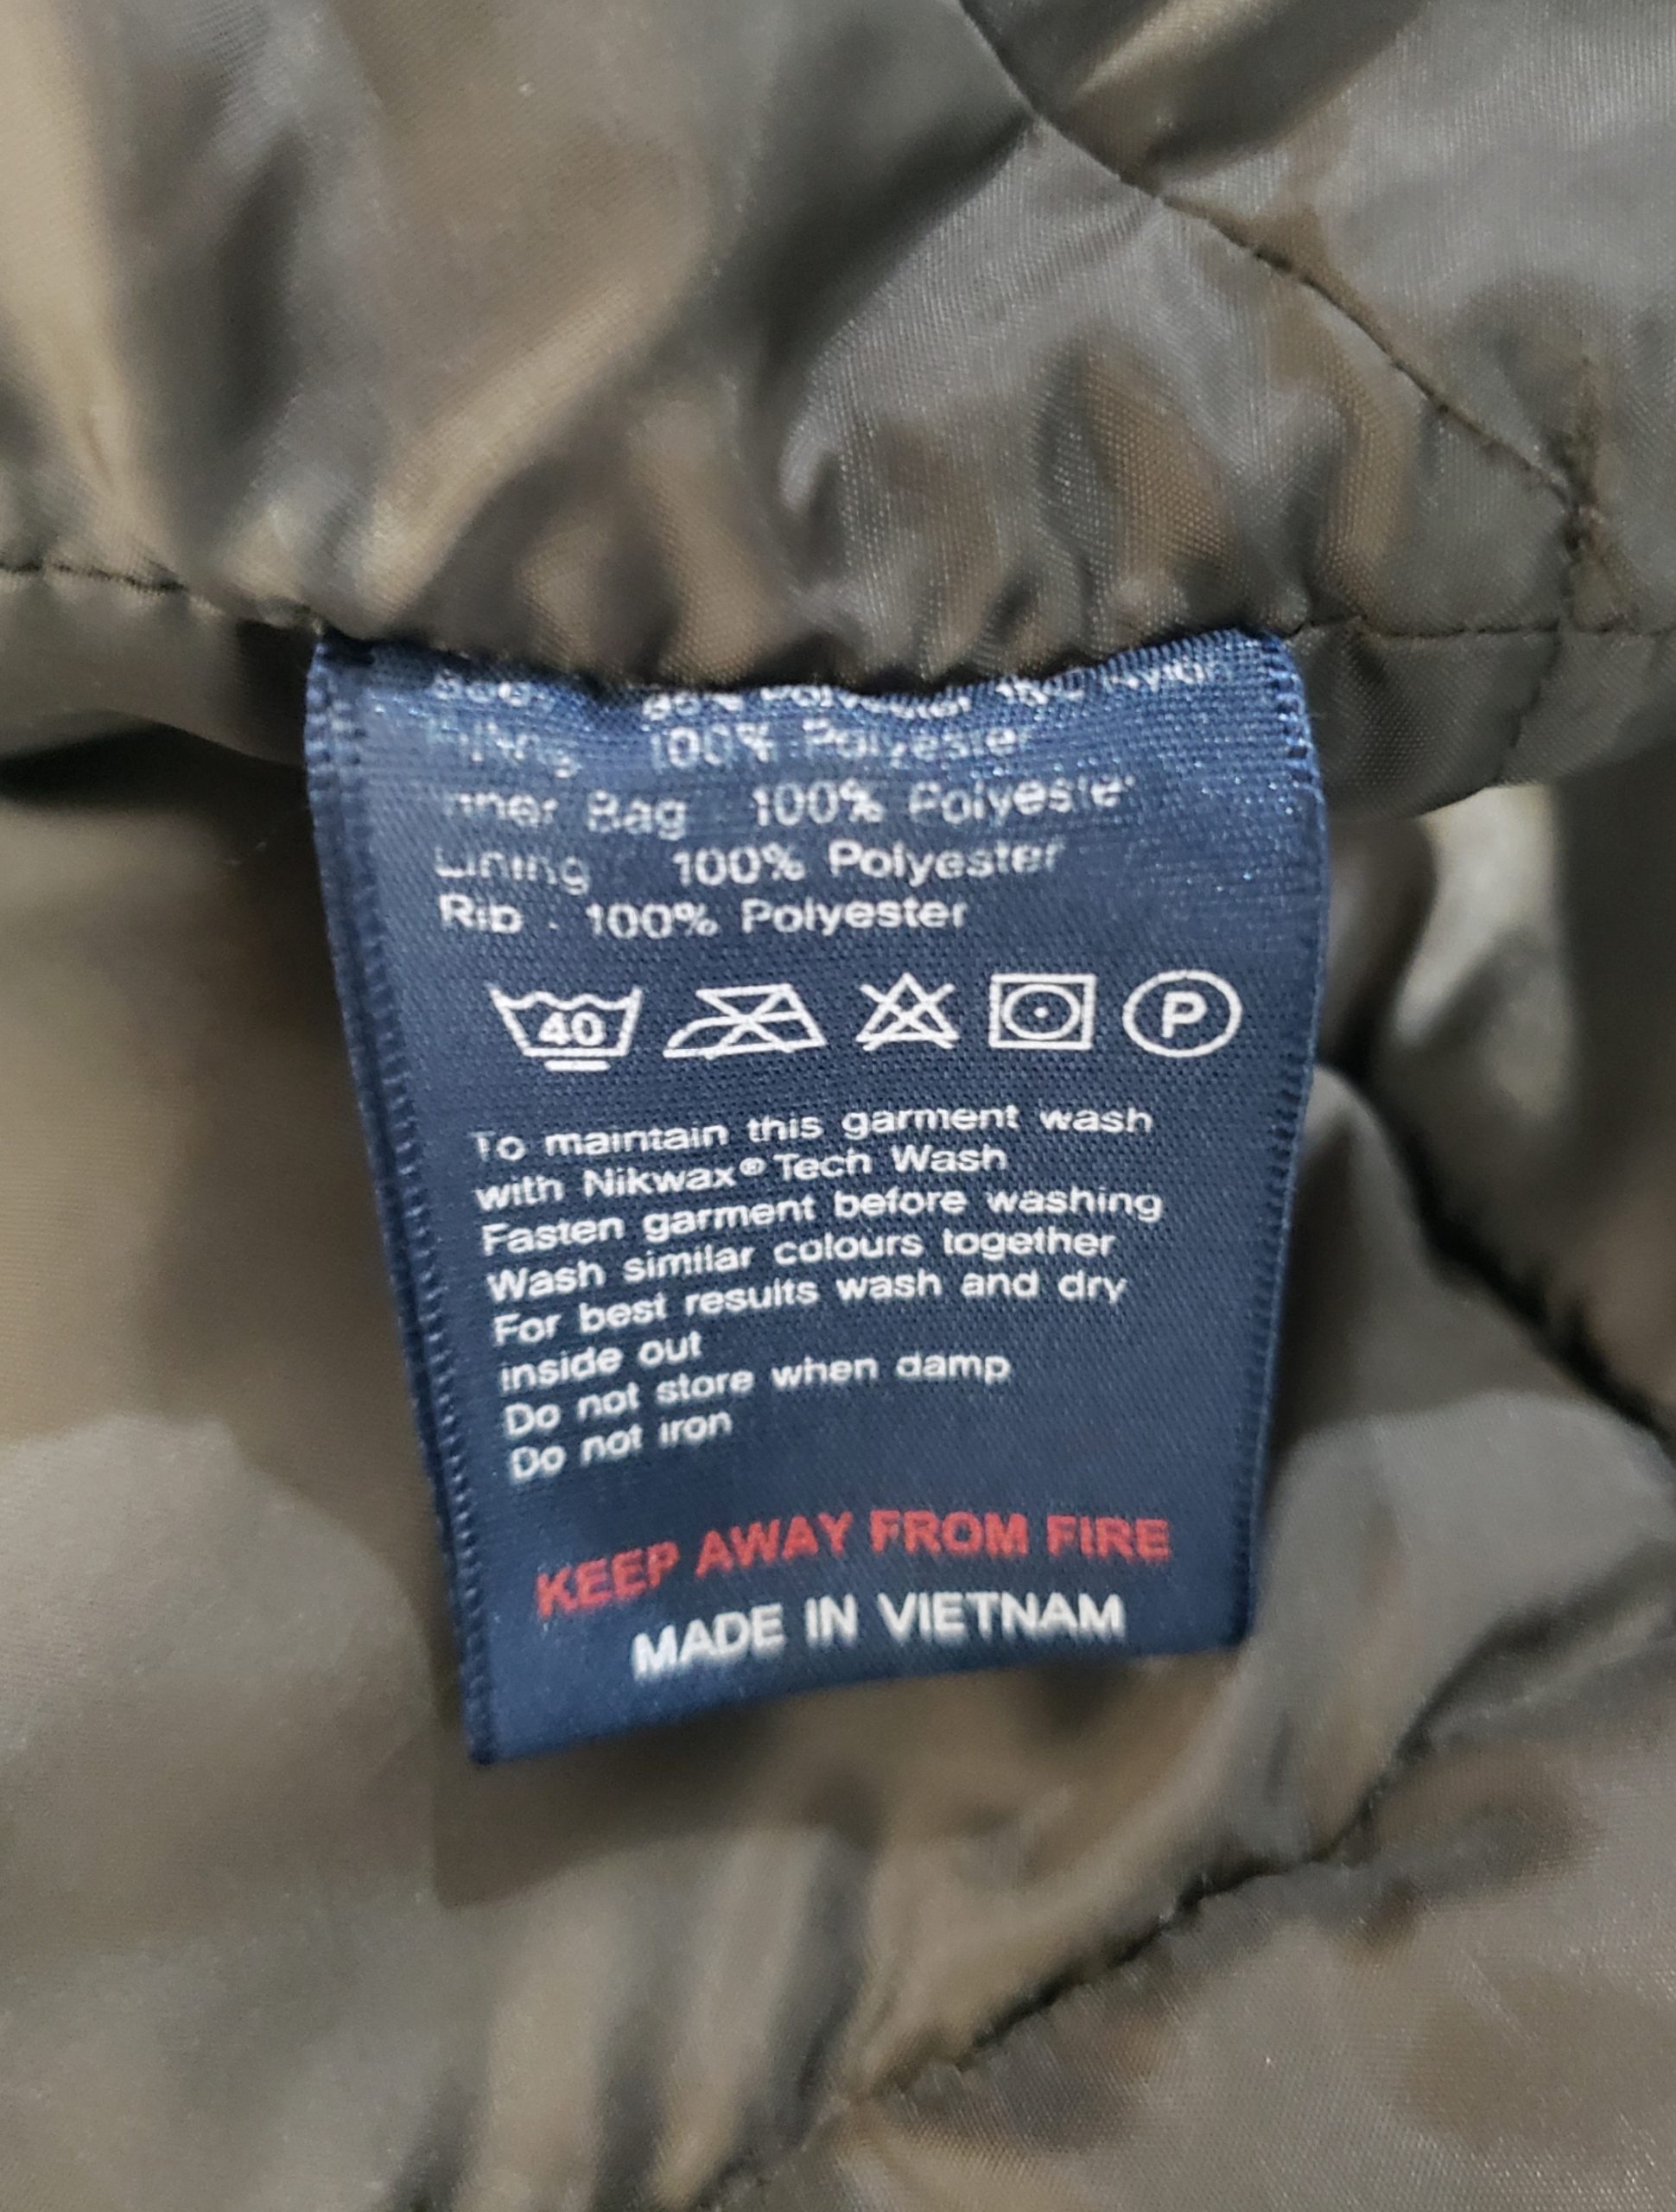 100% Polyester
Bag 100% Polyester
Lining 100% Polyester
Rib 100% Polyester
40 P
To maintain this garment wash
with Nikwax® Tech Wash
Fasten garment before washing
Wash similar colours together
For best results wash and dry
inside out
Do not store when damp
Do not iron
KEEP AWAY FROM FIRE
MADE IN VIETNAM